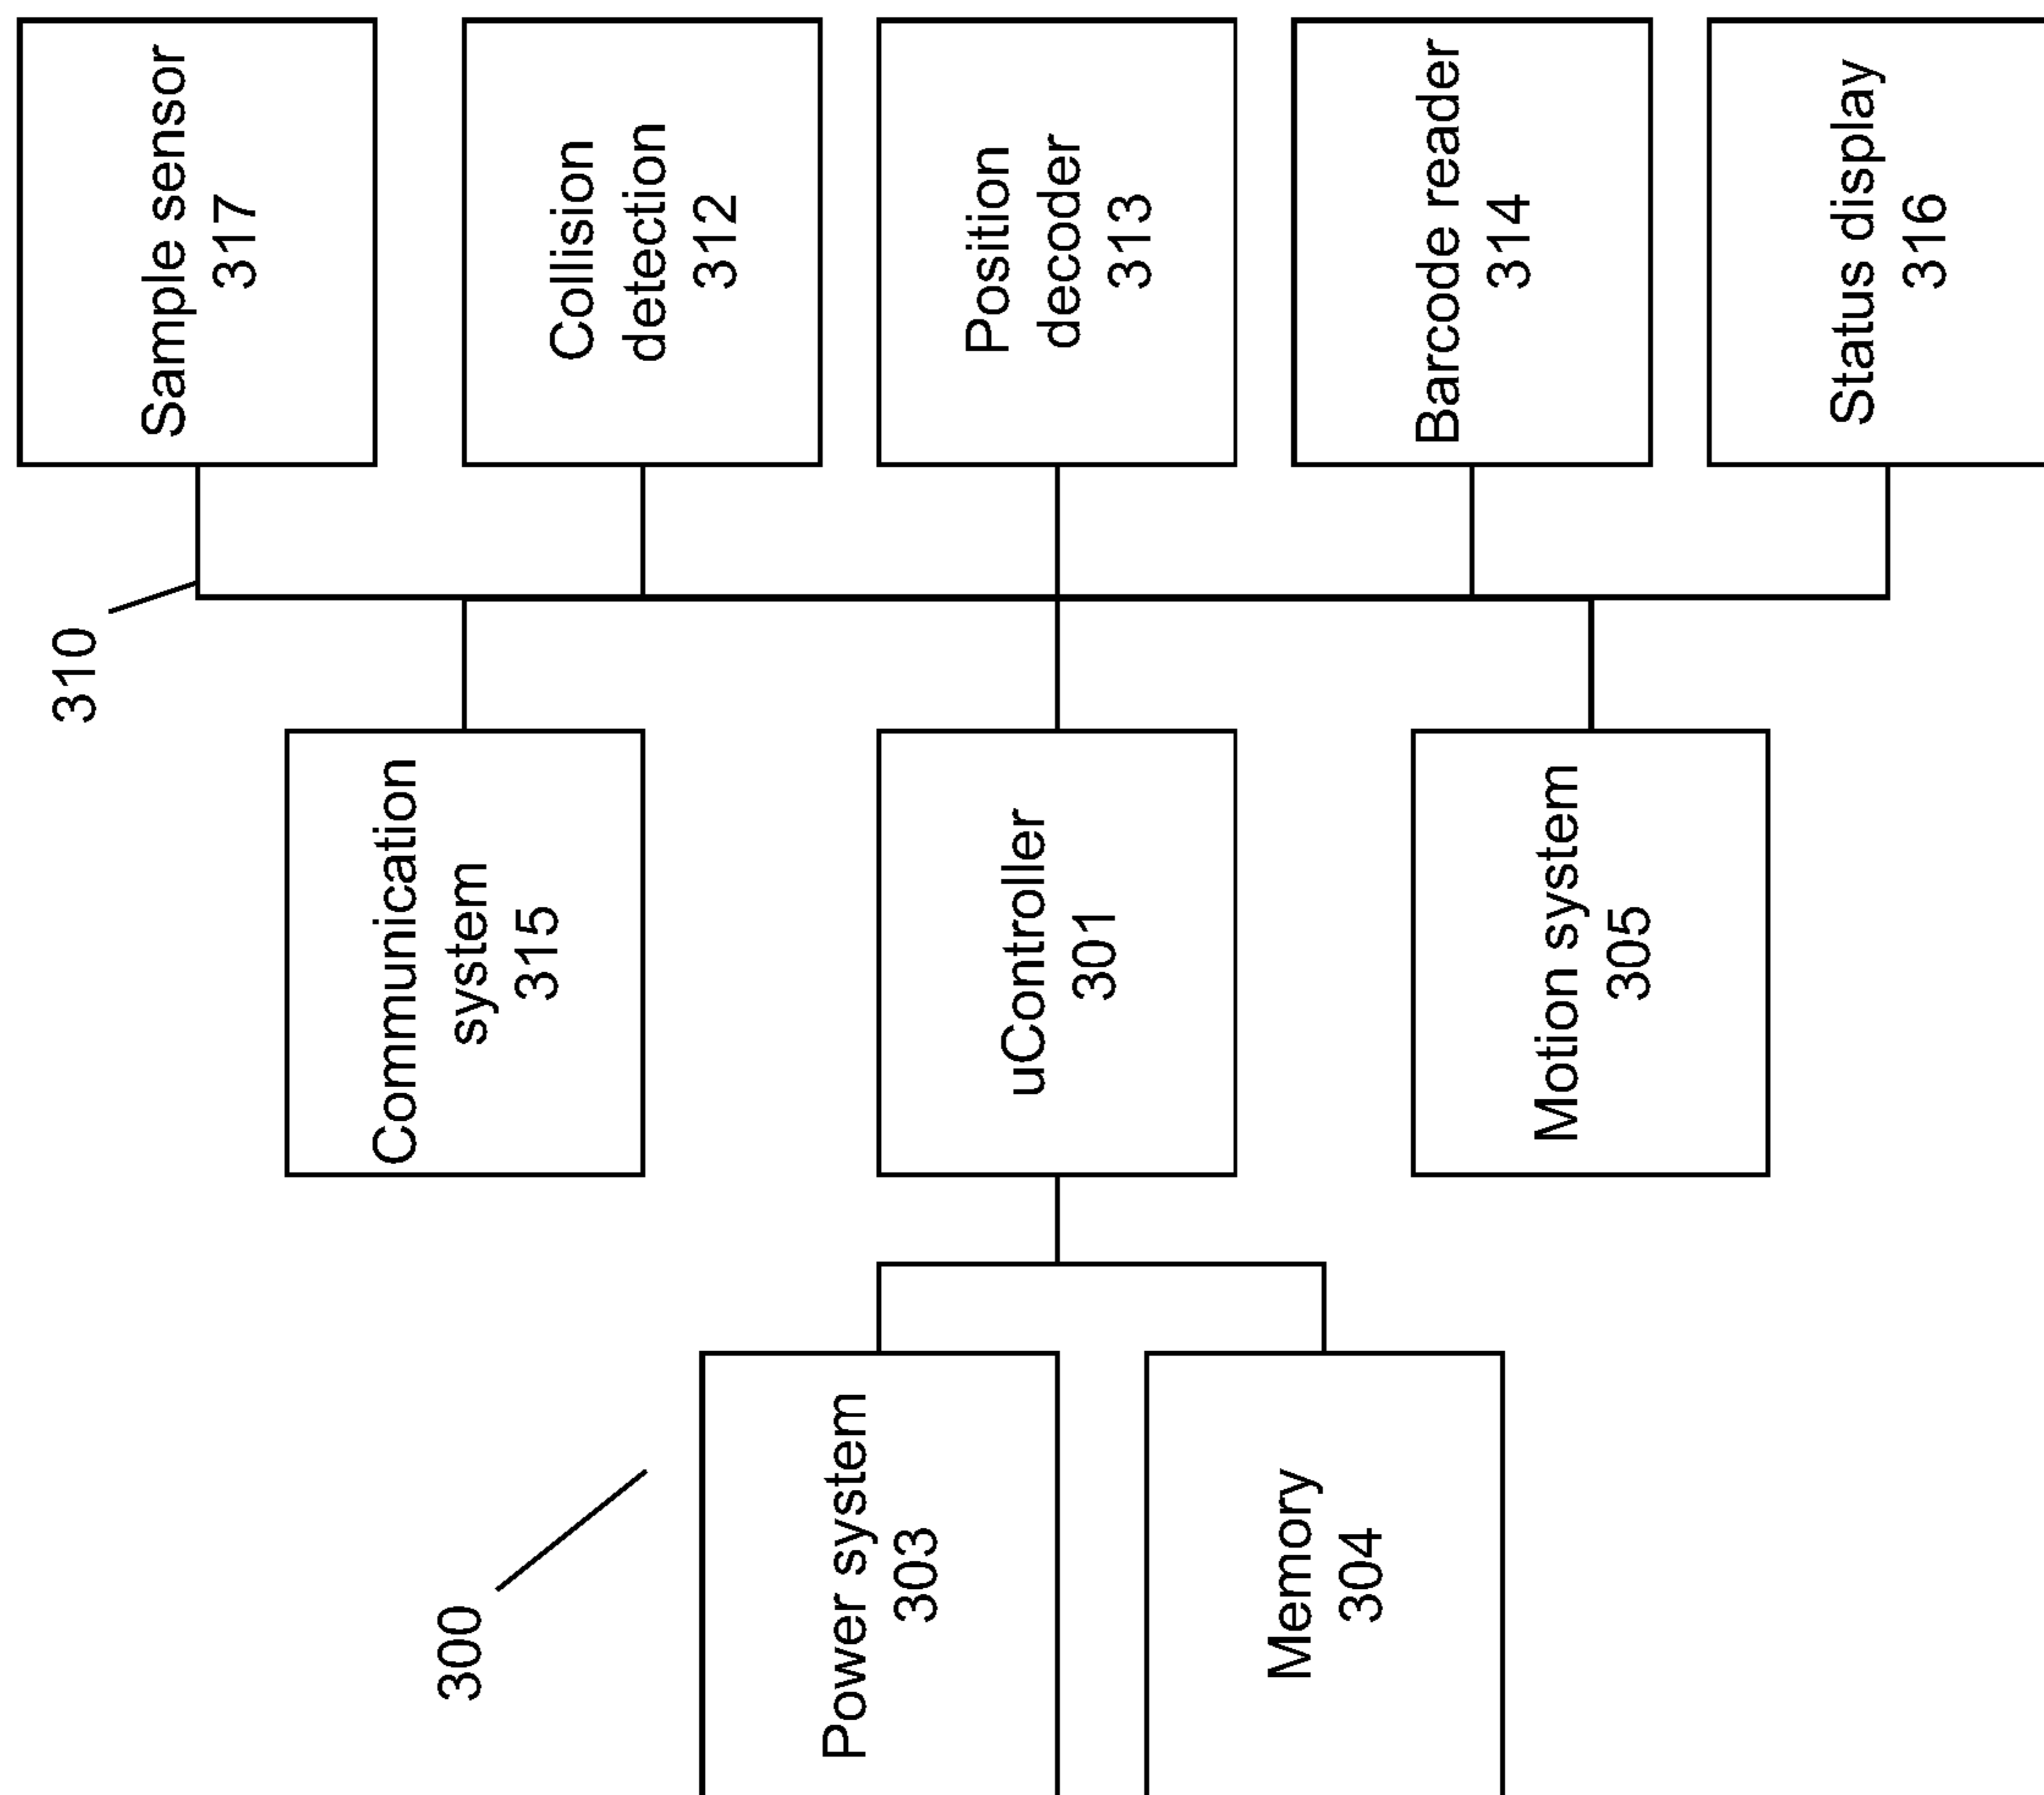 300
Power system
303
Memory
304
Communication
system
315
uController
301
Motion system
305
310
Sample sensor
317
Collision
detection
312
Position
decoder
313
Barcode reader
314
Status display
316